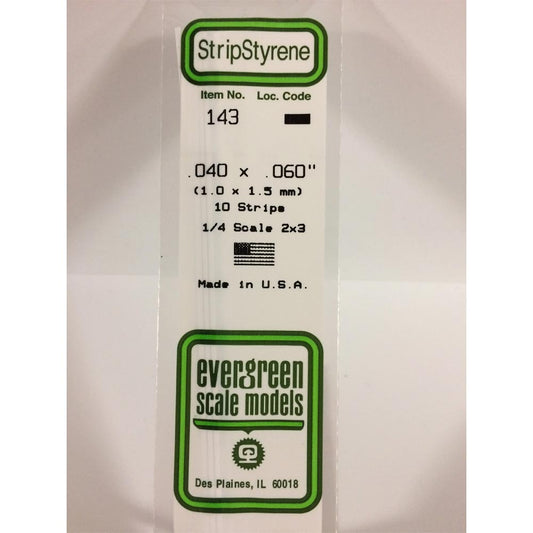 StripStyrene
Item No. Loc. Code
143
.040 x .060"
(1.0 x 1.5 mm)
10 Strips
1/4 Scale 2x3
Made in U.S.A.
evergreen
scale models
Des Plaines, IL 60018